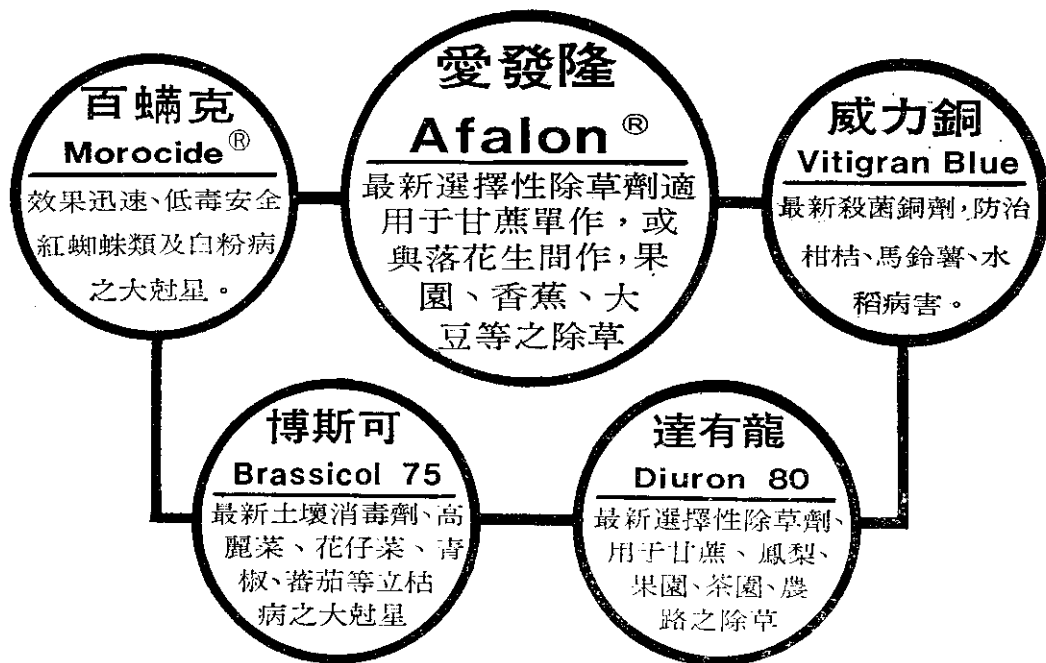 百蟎克
Morocide®
效果迅速、低毒安全
紅蜘蛛類及白粉病
之大尅星。
愛發隆
Afalon®
最新選擇性除草劑適
用于甘蔗單作，或
與落花生間作，果
園、香蕉、大
豆等之除草
威力銅
Vitigran Blue
最新殺菌銅劑，防治
柑桔、馬鈴薯、水
稻病害。
博斯可
Brassicol 75
最新土壤消毒劑、高
麗菜、花仔菜、青
椒、蕃茄等立枯
病之大尅星
達有龍
Diuron 80
最新選擇性除草劑、
用于甘蔗、鳳梨、
果園、茶園、農
路之除草